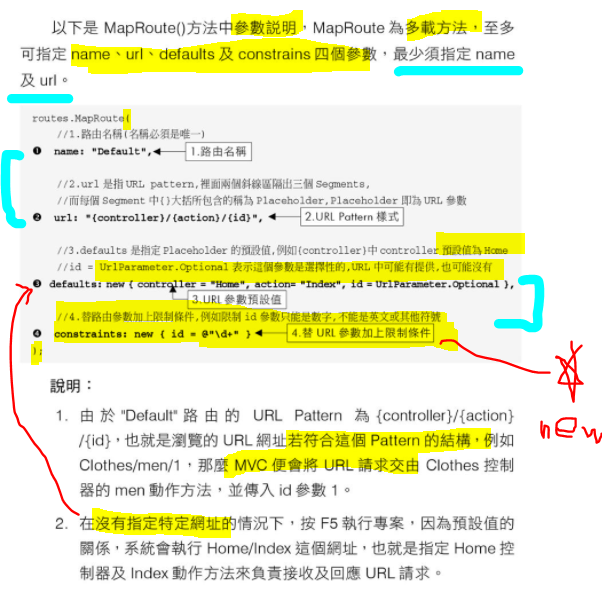 以下是 MapRoute()方法中參數說明，MapRoute 為多載方法，至多
可指定 name、url、defaults 及 constrains 四個參數，最少須指定 name
及 url。
routes.MapRoute(
//1.路由名稱(名稱必須是唯一)
❶ name: "Default", 1.路由名稱
//2.url 是指 URL pattern,裡面兩個斜線區隔出三個 Segments,
//而每個 Segment 中{}大括所包含的稱為 Placeholder,Placeholder 即為 URL 參數
❷ url: "{controller}/{action}/{id}", 2.URL Pattern 樣式
//3.defaults 是指定 Placeholder 的預設值,例如{controller}中 controller 預設值為 Home
//id = UrlParameter.Optional 表示這個參數是選擇性的,URL 中可能有提供,也可能沒有
❸ defaults: new { controller = "Home", action= "Index", id = UrlParameter.Optional },
3.URL 參數預設值
//4.替路由參數加上限制條件,例如限制 id 參數只能是數字,不能是英文或其他符號
❹ constraints: new { id = @"\d+" } 4.替 URL 參數加上限制條件
);
new
說明：
1. 由於 "Default" 路由的 URL Pattern 為 {controller}/{action}
/{id}，也就是瀏覽的 URL 網址若符合這個 Pattern 的結構，例如
Clothes/men/1，那麼 MVC 便會將 URL 請求交由 Clothes 控制
器的 men 動作方法，並傳入 id 參數 1。
2. 在沒有指定特定網址的情況下，按 F5 執行專案，因為預設值的
關係，系統會執行 Home/Index 這個網址，也就是指定 Home 控
制器及 Index 動作方法來負責接收及回應 URL 請求。